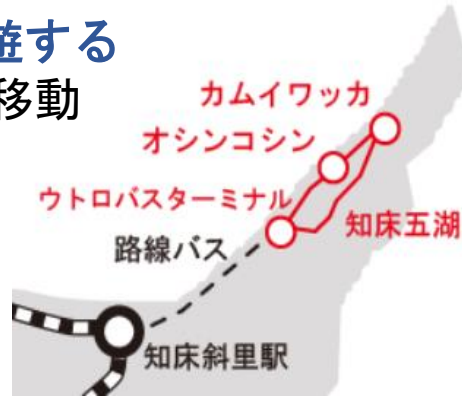 遊する
移動
カムイワッカ
オシンコシン
ウトロバスターミナル
知床五湖
路線バス
知床斜里駅